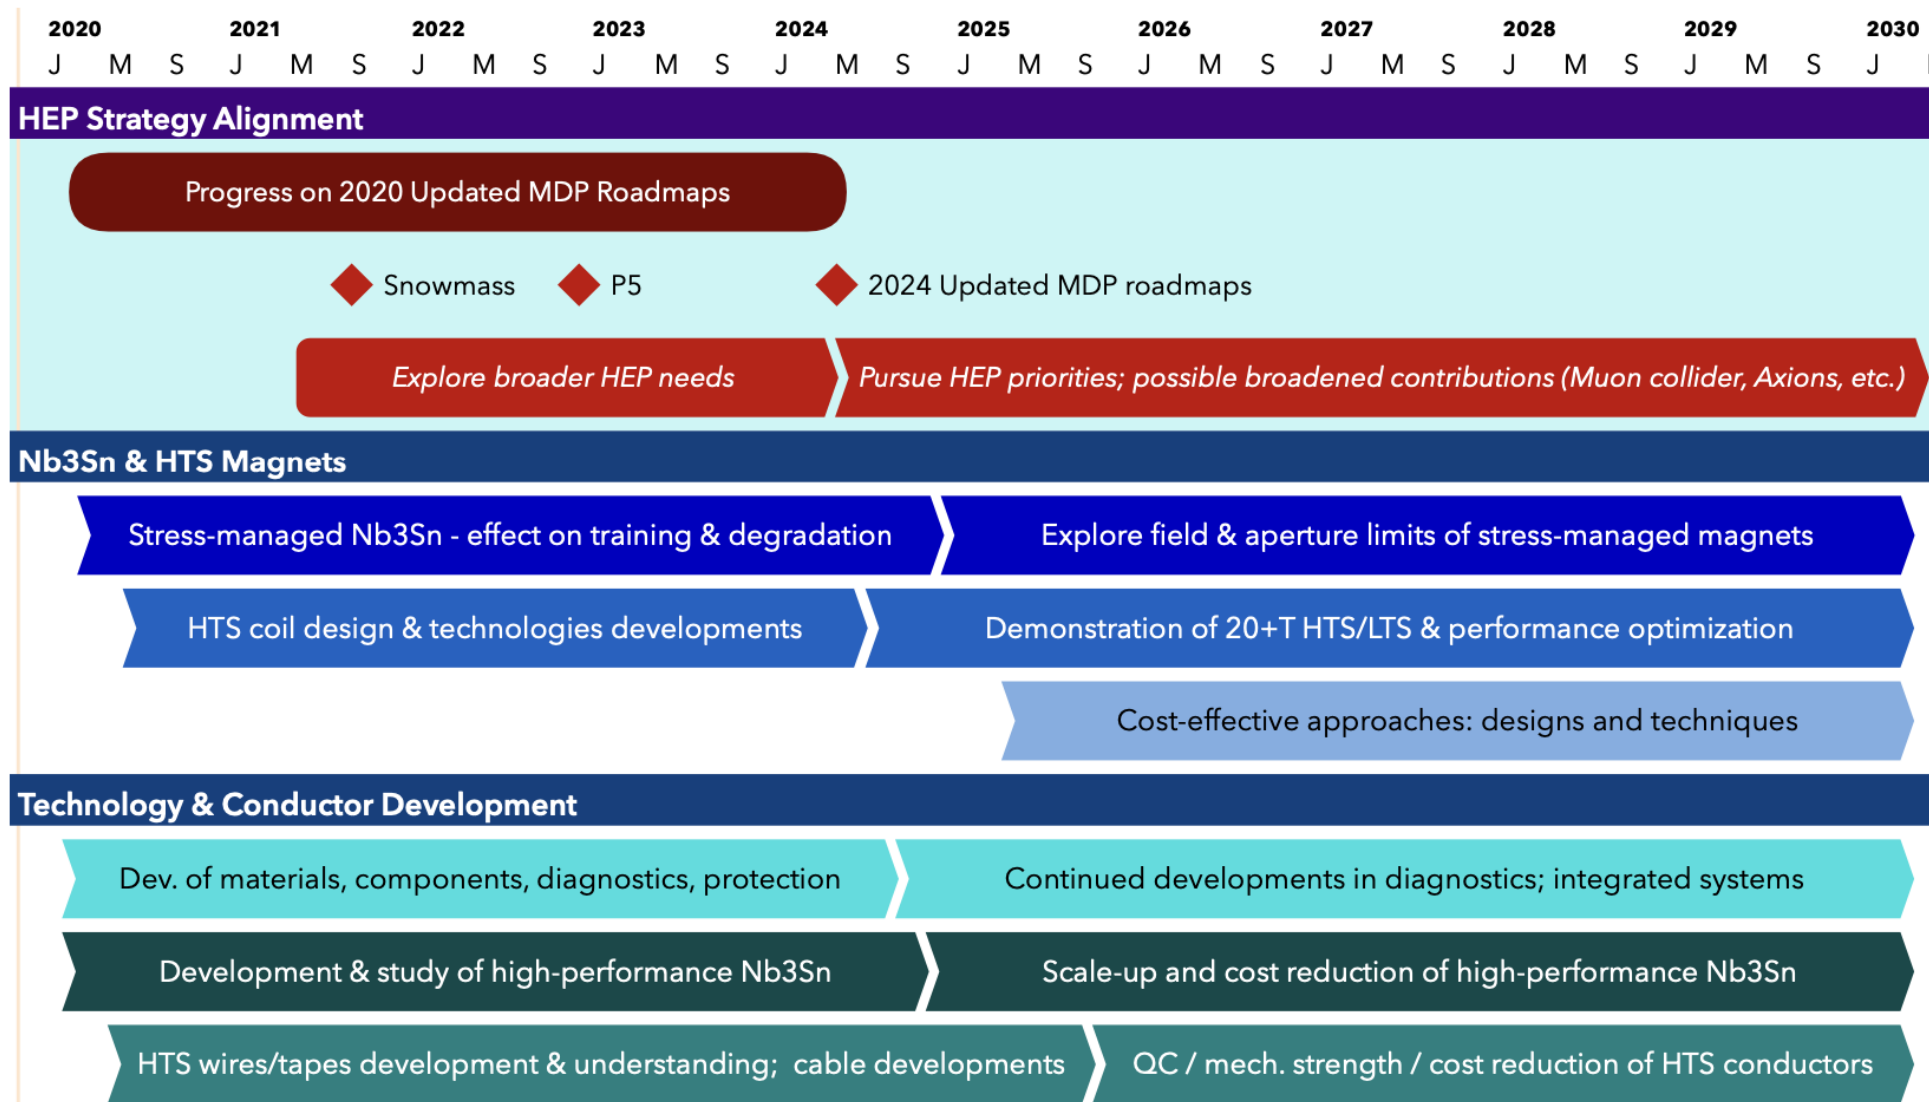 2020 2021 2022 2023 2024 2025 2026 2027 2028 2029 2030
J M S J M S J M S J M S J M S J M S J M S J M S J M S J M S J
HEP Strategy Alignment
Progress on 2020 Updated MDP Roadmaps
Snowmass P5 2024 Updated MDP roadmaps
Explore broader HEP needs Pursue HEP priorities; possible broadened contributions (Muon collider, Axions, etc.)
Nb3Sn & HTS Magnets
Stress-managed Nb3Sn - effect on training & degradation Explore field & aperture limits of stress-managed magnets
HTS coil design & technologies developments Demonstration of 20+T HTS/LTS & performance optimization
Cost-effective approaches: designs and techniques
Technology & Conductor Development
Dev. of materials, components, diagnostics, protection Continued developments in diagnostics; integrated systems
Development & study of high-performance Nb3Sn Scale-up and cost reduction of high-performance Nb3Sn
HTS wires/tapes development & understanding; cable developments QC / mech. strength / cost reduction of HTS conductors